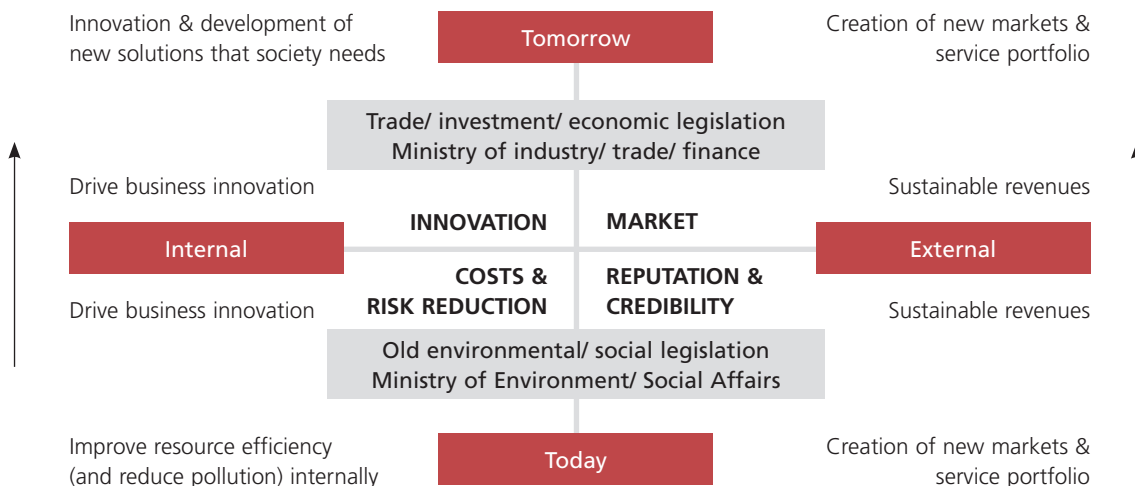 Innovation & development of
new solutions that society needs
Tomorrow
Creation of new markets &
service portfolio
Trade/ investment/ economic legislation
Ministry of industry/ trade/ finance
Drive business innovation
Sustainable revenues
INNOVATION
MARKET
Internal
External
COSTS &
RISK REDUCTION
REPUTATION &
CREDIBILITY
Drive business innovation
Sustainable revenues
Old environmental/ social legislation
Ministry of Environment/ Social Affairs
Improve resource efficiency
(and reduce pollution) internally
Today
Creation of new markets &
service portfolio